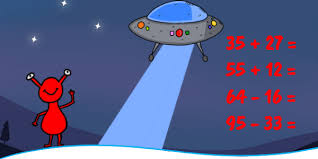 35 + 27 =
55 + 12 =
64 - 16 =
95 - 33 =